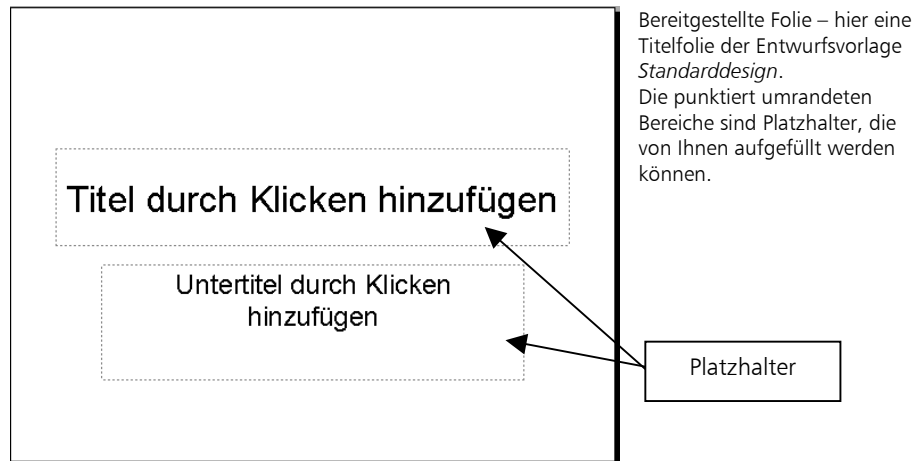 Bereitgestellte Folie – hier eine
Titelfolie der Entwurfsvorlage
Standarddesign.
Die punktiert umrandeten
Bereiche sind Platzhalter, die
von Ihnen aufgefüllt werden
können.
Titel durch Klicken hinzufügen
Untertitel durch Klicken
hinzufügen
Platzhalter